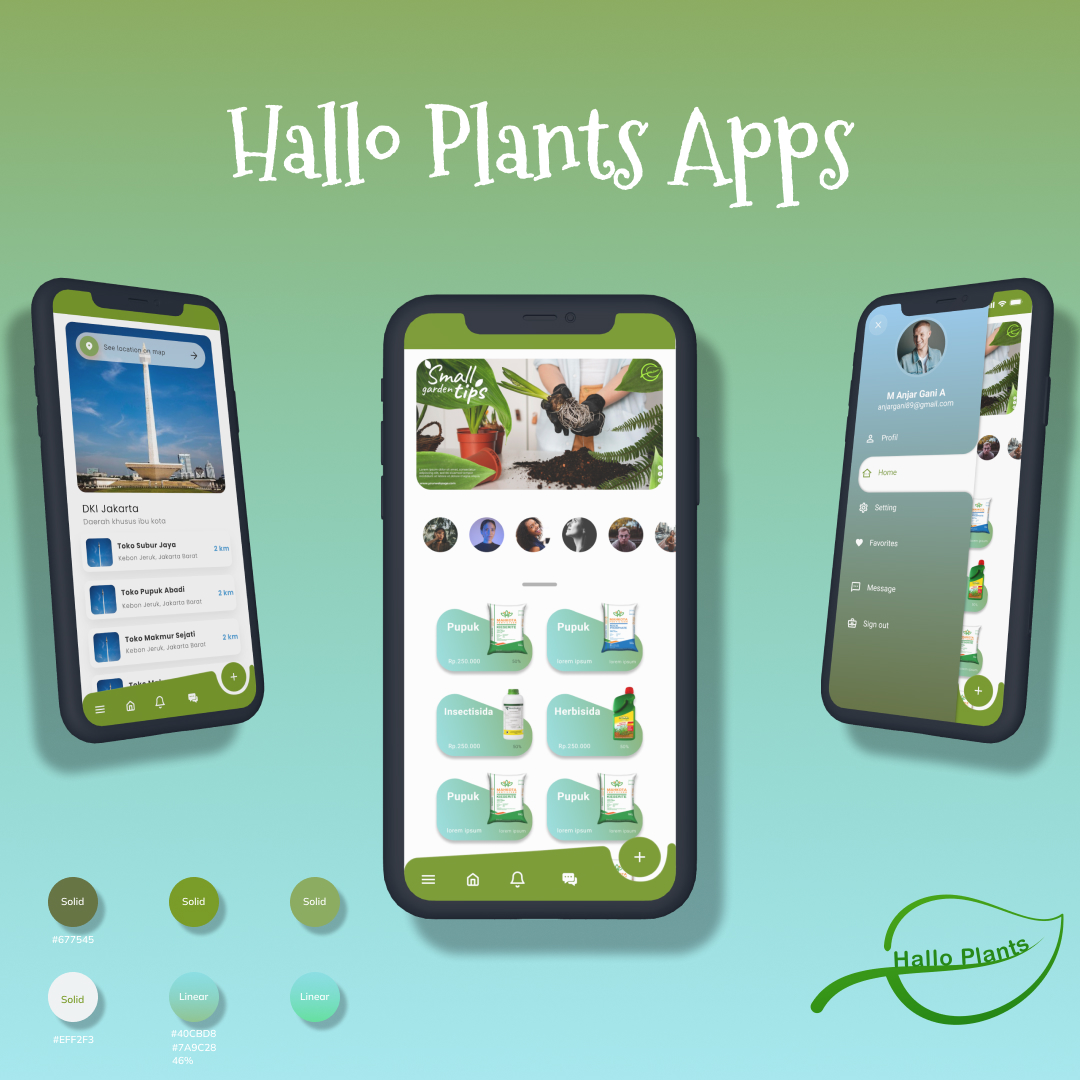 Hallo Plants Apps
See location on map
DKI Jakarta
Daerah khusus ibu kota
Toko Subur Jaya
Kebon Jeruk, Jakarta Barat
2 km
Toko Pupuk Abadi
Kebon Jeruk, Jakarta Barat
2 km
Toko Makmur Sejati
Kebon Jeruk, Jakarta Barat
2 km
Small
garden tips
Pupuk
Rp 250.000
Pupuk
lorem ipsum
lorem ipsum
Insectisida
Rp 250.000
Herbisida
Rp 250.000
Pupuk
lorem ipsum
lorem ipsum
Pupuk
lorem ipsum
lorem ipsum
M Anjar Gani A
anjargani89@gmail.com
Profil
Home
Setting
Favorites
Message
Sign out
Solid
#677545
Solid
Solid
Solid
#EFF2F3
Linear
#40CBD8
#7A9C28
46%
Linear
Hallo Plants